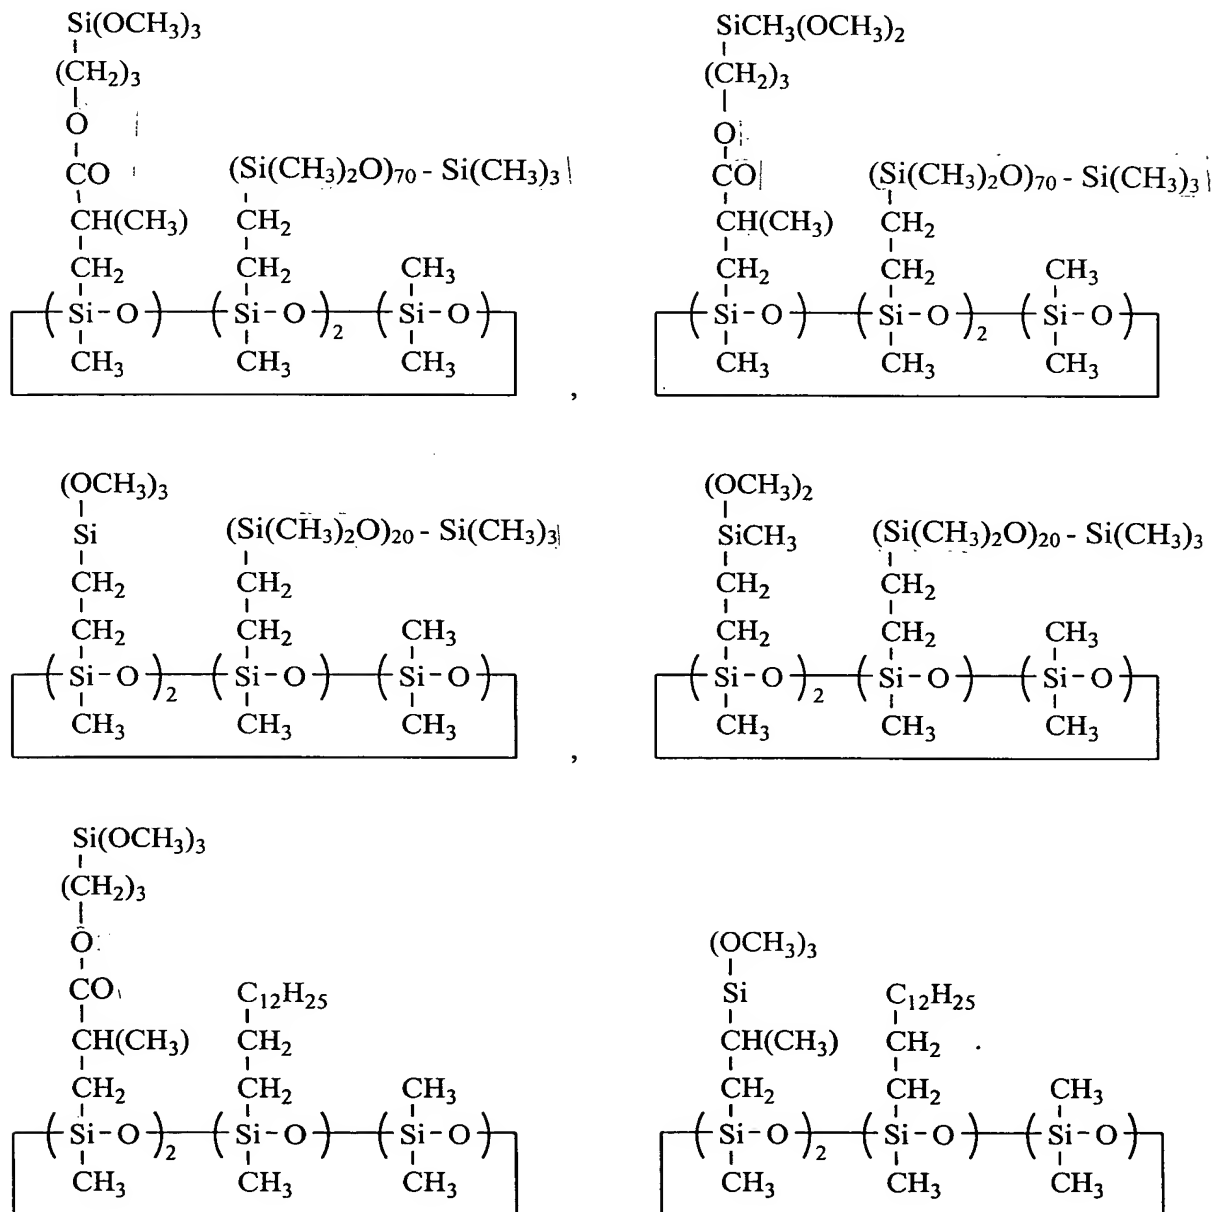 Si(OCH₃)₃
(CH₂)₃
O
CO (Si(CH₃)₂O)₇₀ - Si(CH₃)₃
CH(CH₃) CH₂
CH₂ CH₂ CH₃
(Si-O) (Si-O)₂ (Si-O)
CH₃ CH₃ CH₃
,
SiCH₃(OCH₃)₂
(CH₂)₃
O
CO (Si(CH₃)₂O)₇₀ - Si(CH₃)₃
CH(CH₃) CH₂
CH₂ CH₂ CH₃
(Si-O) (Si-O)₂ (Si-O)
CH₃ CH₃ CH₃
(OCH₃)₃
Si (Si(CH₃)₂O)₂₀ - Si(CH₃)₃
CH₂ CH₂
CH₂ CH₂ CH₃
(Si-O)₂ (Si-O) (Si-O)
CH₃ CH₃ CH₃
,
(OCH₃)₂
SiCH₃ (Si(CH₃)₂O)₂₀ - Si(CH₃)₃
CH₂ CH₂
CH₂ CH₂ CH₃
(Si-O)₂ (Si-O) (Si-O)
CH₃ CH₃ CH₃
Si(OCH₃)₃
(CH₂)₃
O
CO C₁₂H₂₅
CH(CH₃) CH₂
CH₂ CH₂ CH₃
(Si-O)₂ (Si-O) (Si-O)
CH₃ CH₃ CH₃
(OCH₃)₃
Si C₁₂H₂₅
CH(CH₃) CH₂
CH₂ CH₂ CH₃
(Si-O)₂ (Si-O) (Si-O)
CH₃ CH₃ CH₃